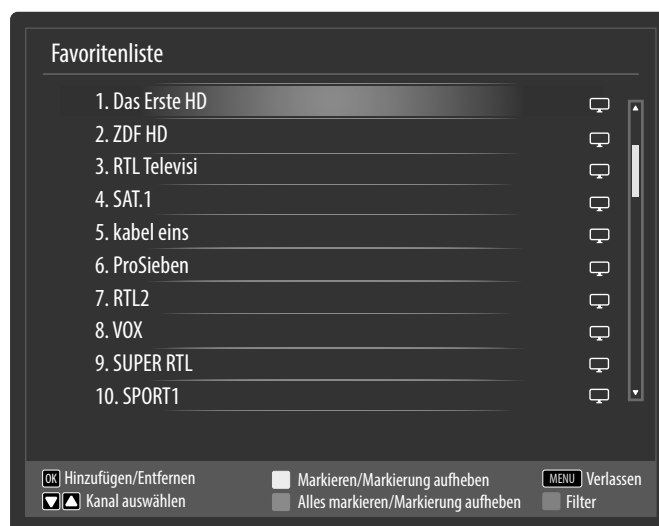 Favoritenliste
1. Das Erste HD
2. ZDF HD
3. RTL Televisi
4. SAT.1
5. kabel eins
6. ProSieben
7. RTL2
8. VOX
9. SUPER RTL
10. SPORT1
OK Hinzufügen/Entfernen Markieren/Markierung aufheben MENU Verlassen
Kanal auswählen Alles markieren/Markierung aufheben Filter